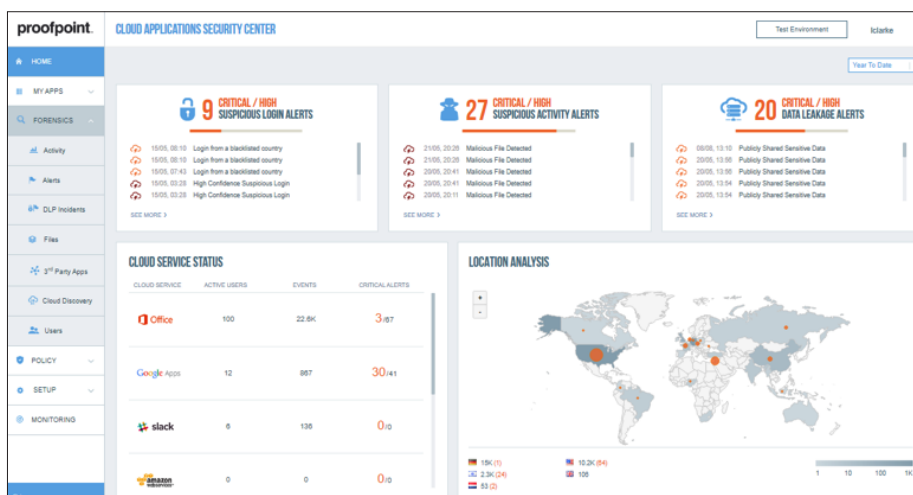 proofpoint.
CLOUD APPLICATIONS SECURITY CENTER
Test Environment
lclarke
HOME
Year To Date
MY APPS
FORENSICS
Activity
Alerts
DLP Incidents
Files
3rd Party Apps
Cloud Discovery
Users
POLICY
SETUP
MONITORING
9 CRITICAL / HIGH
SUSPICIOUS LOGIN ALERTS
15/05, 08:10 Login from a blacklisted country
15/05, 08:10 Login from a blacklisted country
15/05, 07:43 Login from a blacklisted country
15/05, 03:28 High Confidence Suspicious Login
15/05, 03:28 High Confidence Suspicious Login
SEE MORE >
27 CRITICAL / HIGH
SUSPICIOUS ACTIVITY ALERTS
21/05, 20:28 Malicious File Detected
21/05, 20:28 Malicious File Detected
20/05, 20:41 Malicious File Detected
20/05, 20:41 Malicious File Detected
20/05, 20:11 Malicious File Detected
SEE MORE >
20 CRITICAL / HIGH
DATA LEAKAGE ALERTS
08/08, 13:10 Publicly Shared Sensitive Data
20/05, 13:56 Publicly Shared Sensitive Data
20/05, 13:56 Publicly Shared Sensitive Data
20/05, 13:54 Publicly Shared Sensitive Data
20/05, 13:54 Publicly Shared Sensitive Data
SEE MORE >
CLOUD SERVICE STATUS
CLOUD SERVICE ACTIVE USERS EVENTS CRITICAL ALERTS
Office 100 22.6K 3/67
Google Apps 12 867 30/41
slack 6 136 0/0
amazon webservices 0 0 0/0
LOCATION ANALYSIS
+
-
15K (1)
10.2K (64)
2.3K (24)
106
53 (2)
1 10 100 1K